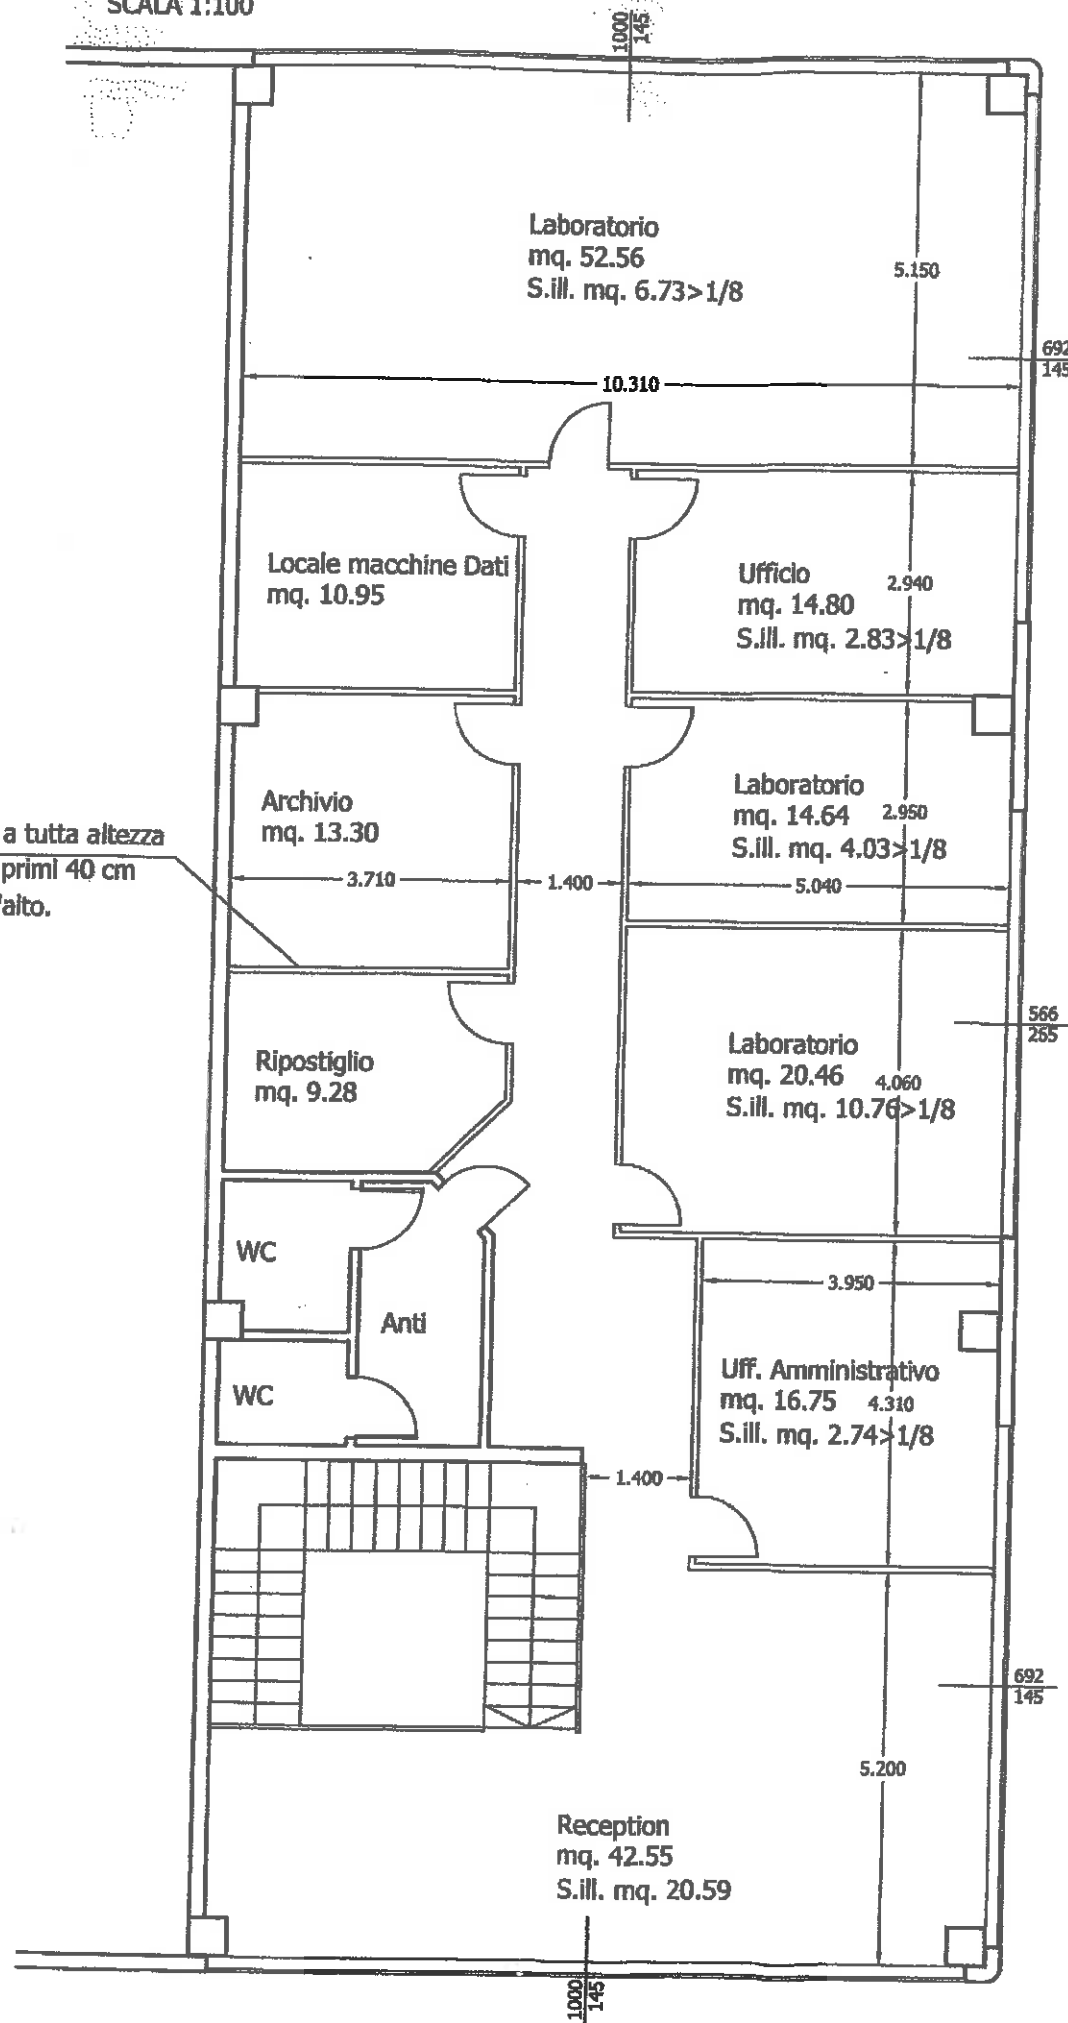 SCALA 1:100
1000
145
Laboratorio
mq. 52.56
S.ill. mq. 6.73>1/8
5.150
692
145
10.310
Locale macchine Dati
mq. 10.95
Ufficio
mq. 14.80
S.ill. mq. 2.83>1/8
2.940
Archivio
mq. 13.30
Laboratorio
mq. 14.64
S.ill. mq. 4.03>1/8
2.950
a tutta altezza
primi 40 cm
'alto.
3.710
1.400
5.040
Ripostiglio
mq. 9.28
Laboratorio
mq. 20.46
S.ill. mq. 10.76>1/8
4.060
566
265
WC
Anti
WC
3.950
Uff. Amministrativo
mq. 16.75
S.ill. mq. 2.74>1/8
4.310
1.400
692
145
5.200
Reception
mq. 42.55
S.ill. mq. 20.59
1000
145